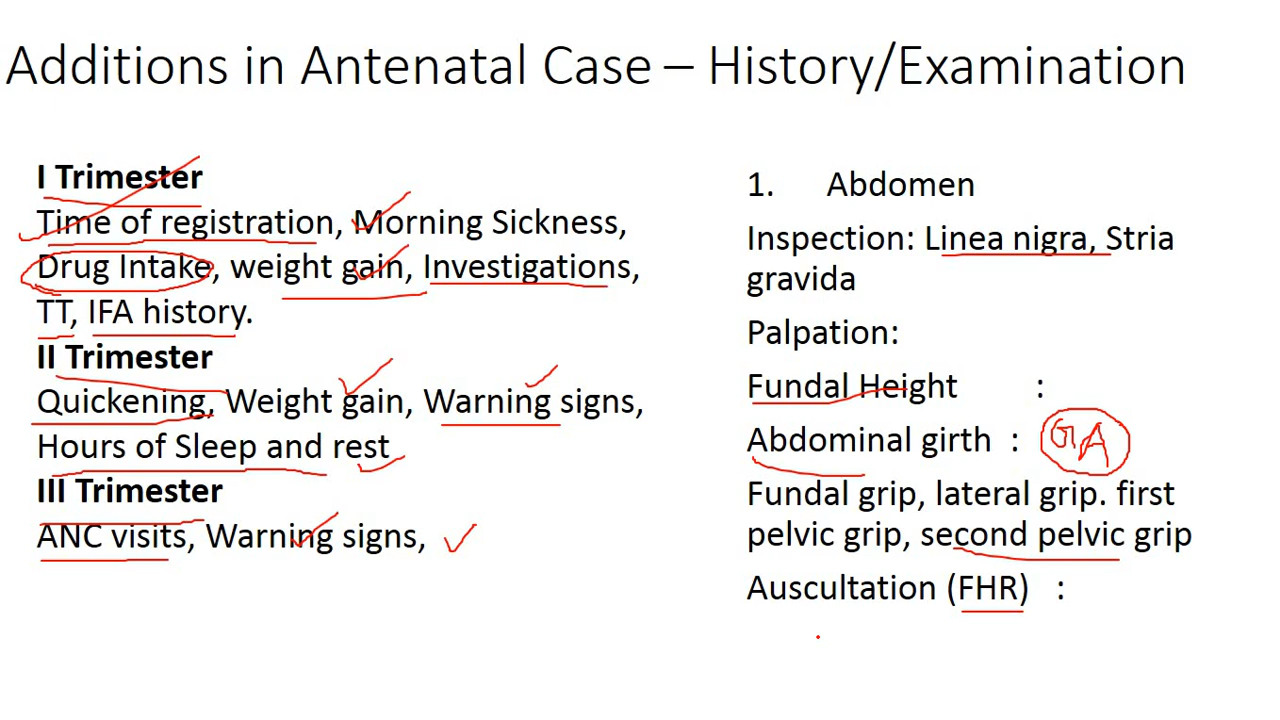 Additions in Antenatal Case – History/Examination
I Trimester
Time of registration, Morning Sickness,
Drug Intake, weight gain, Investigations,
TT, IFA history.
II Trimester
Quickening, Weight gain, Warning signs,
Hours of Sleep and rest
III Trimester
ANC visits, Warning signs,
1. Abdomen
Inspection: Linea nigra, Stria
gravida
Palpation:
Fundal Height :
Abdominal girth : GA
Fundal grip, lateral grip. first
pelvic grip, second pelvic grip
Auscultation (FHR) :